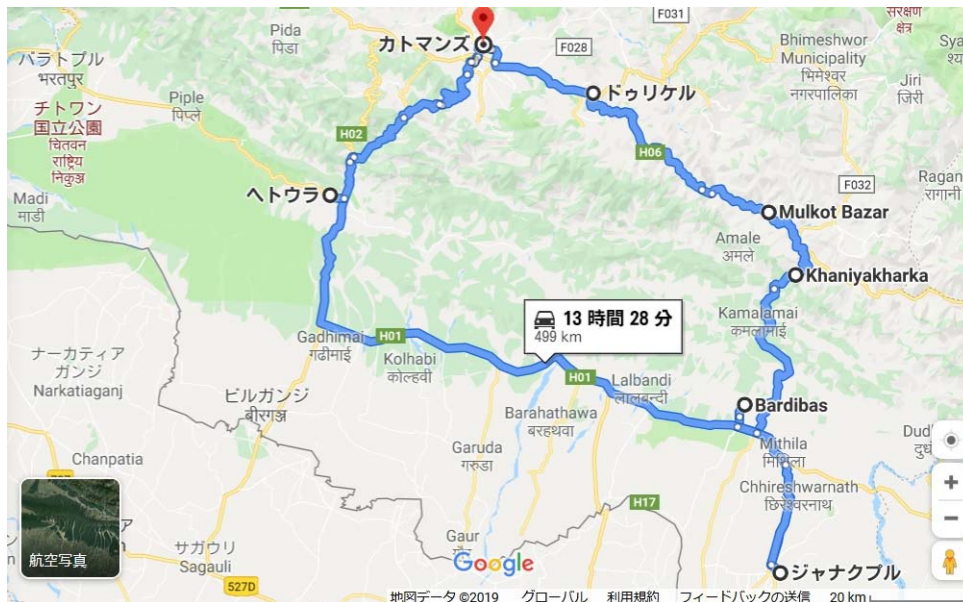 F031
Pida
पिडा
カトマンズ
F028
Bhimeshwor
Municipality
भिमेश्वर
नगरपालिका
Jiri
जिरी
バラトプル
भरतपुर
Piple
पिप्ले
ドゥリケル
チトワン
国立公園
चितवन
राष्ट्रिय
निकुञ्ज
H02
H06
F032
ヘトウラ
Madi
माडी
Mulkot Bazar
Amale
अमले
Khaniyakharka
Kamalamai
कमलामाई
13 時間 28 分
499 km
Gadhimai
गढीमाई
H01
Kolhabi
कोल्हवी
H01
Lalbandi
लालबन्दी
ナーカティア
ガンジ
Narkatiaganj
ビルガンジ
बीरगञ्ज
Barahathawa
बरहथवा
Bardibas
Garuda
गरुडा
Mithila
मिथिला
Chanpatia
Chhireshwarnath
छिरेश्वरनाथ
H17
航空写真
サガウリ
Sagauli
Gaur
गौर
Google
ジャナクプル
527D
地図データ ©2019 グローバル 利用規約 フィードバックの送信 20 km